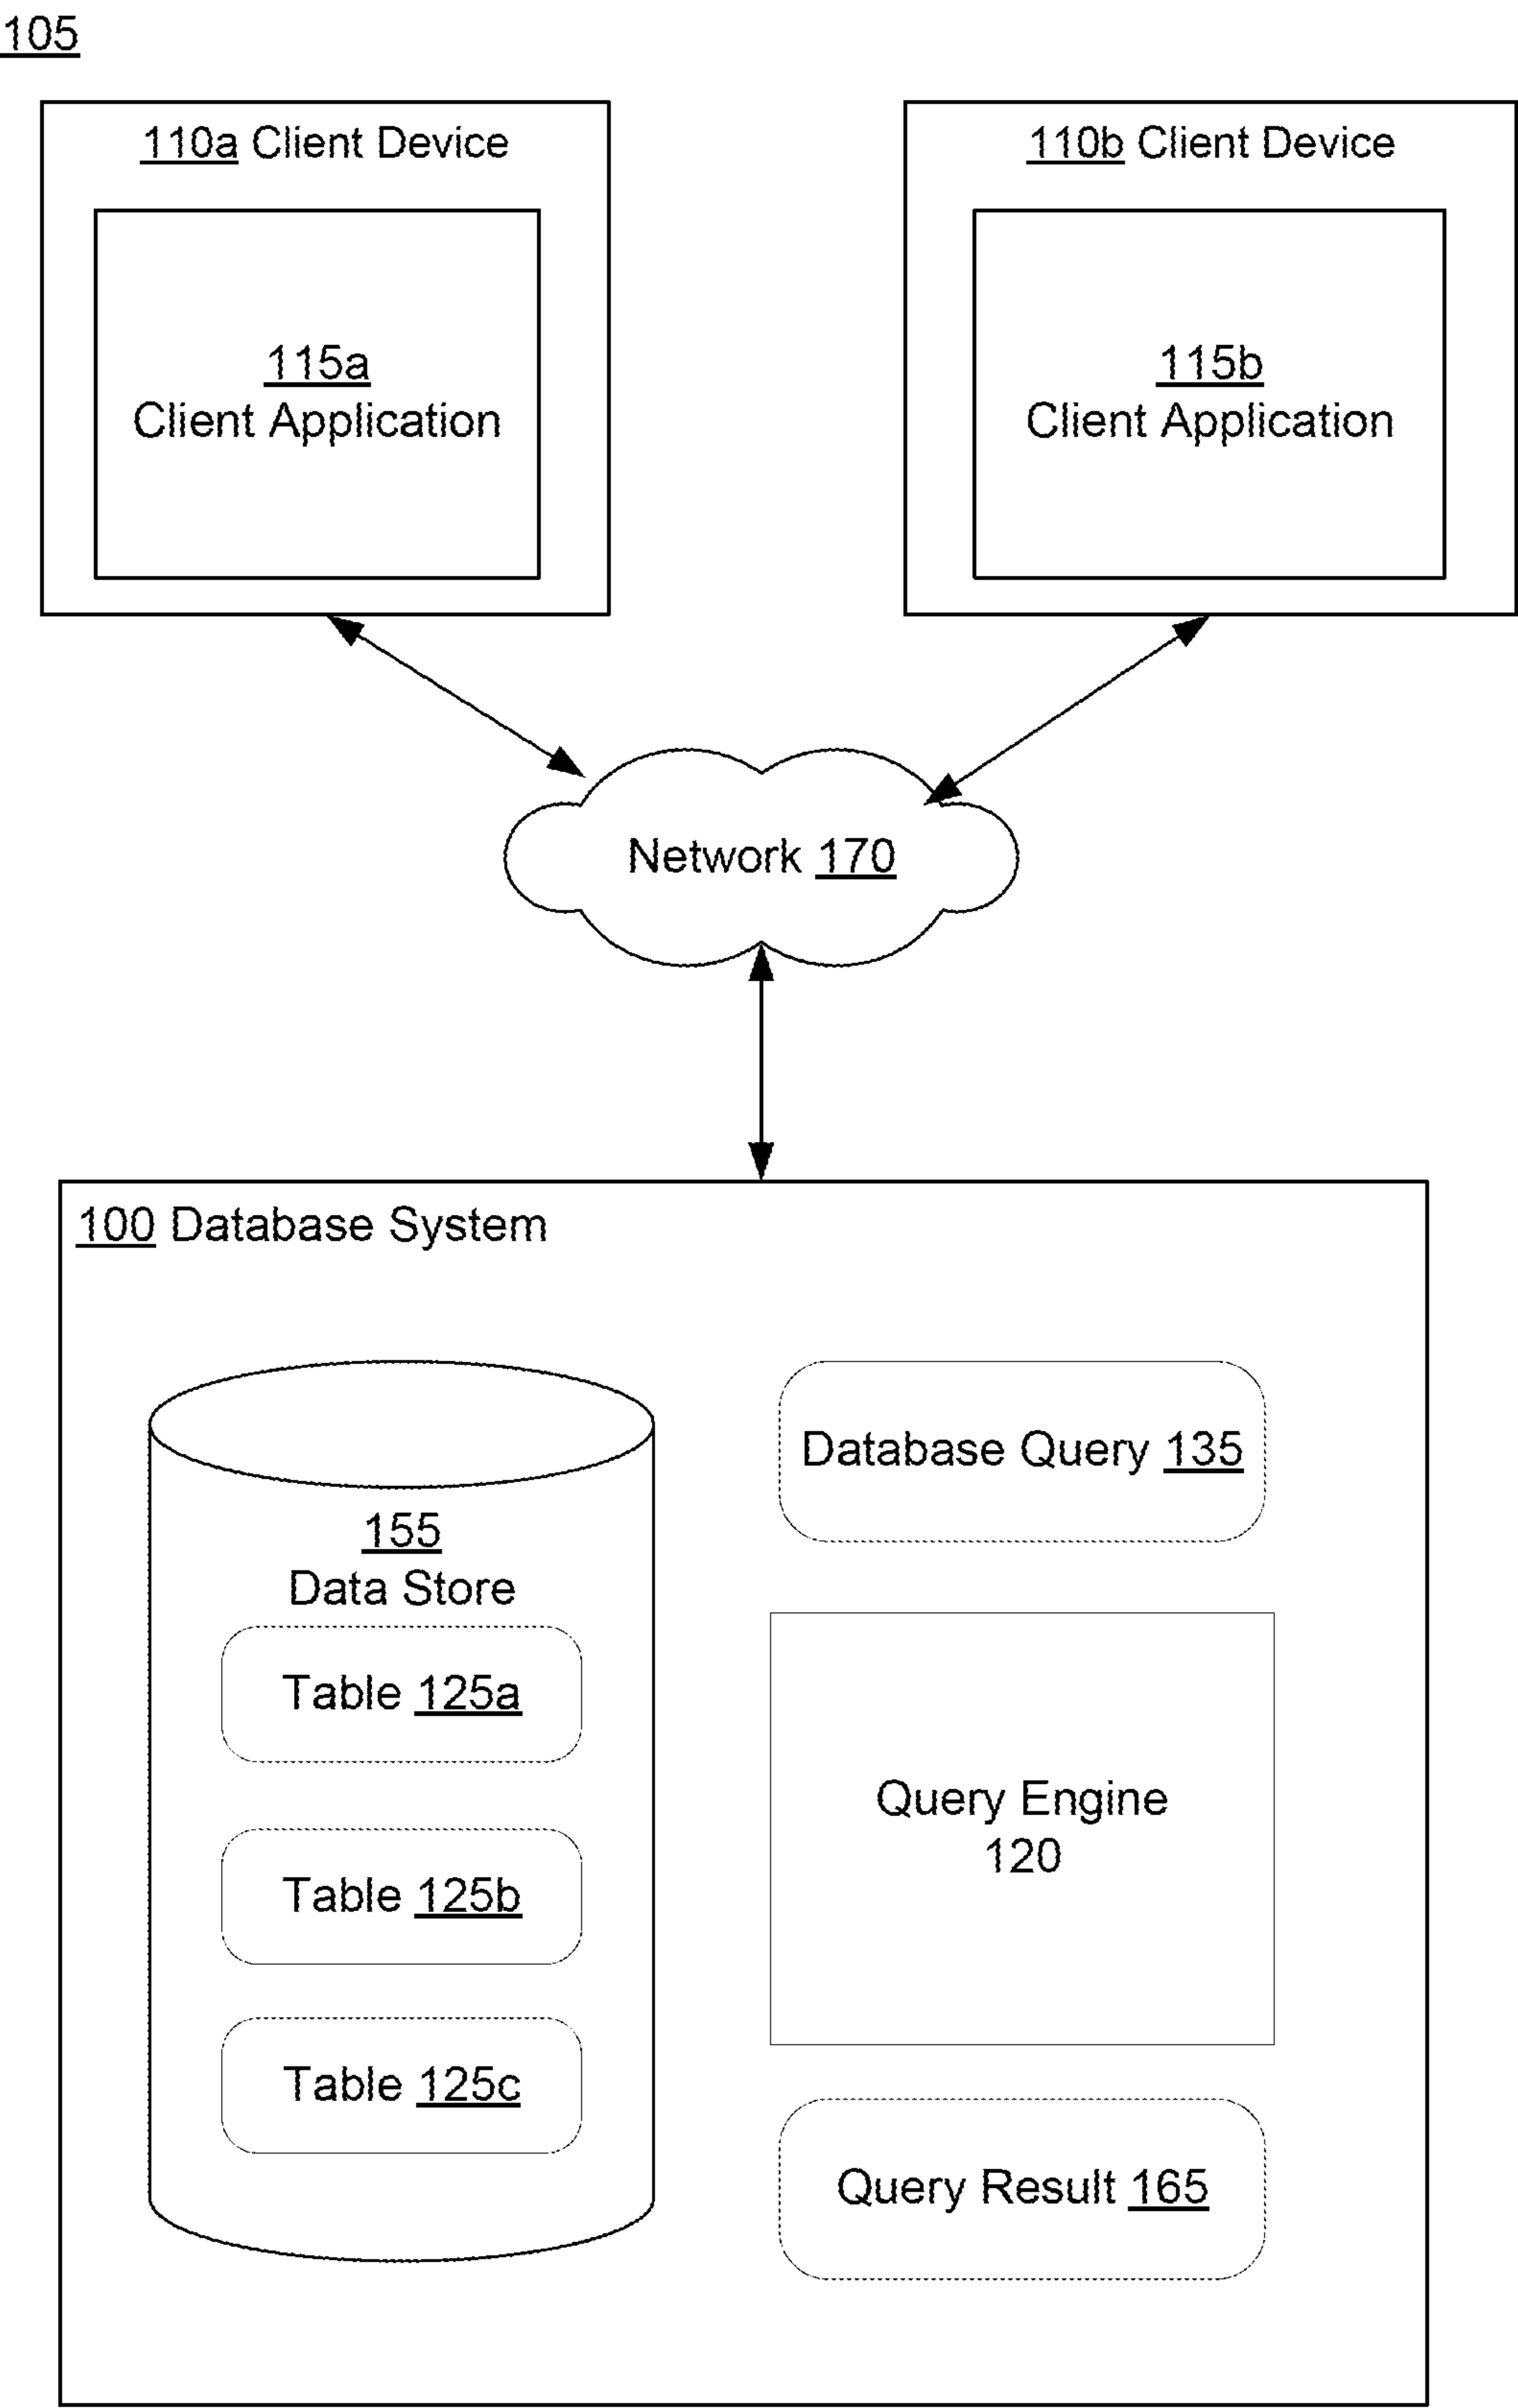 105
110a Client Device
115a
Client Application
110b Client Device
115b
Client Application
Network 170
100 Database System
155
Data Store
Table 125a
Table 125b
Table 125c
Database Query 135
Query Engine
120
Query Result 165